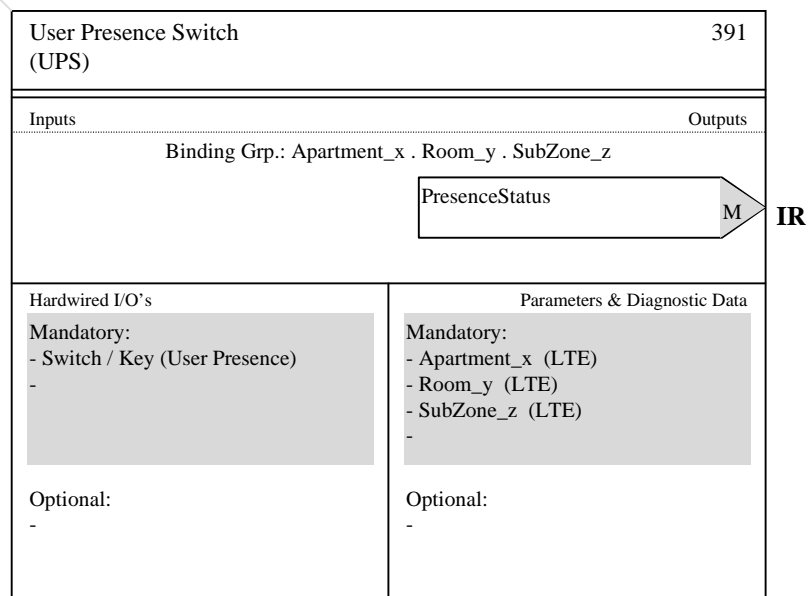 User Presence Switch 391
(UPS)
Inputs Outputs
Binding Grp.: Apartment_x . Room_y . SubZone_z
PresenceStatus
M
IR
Hardwired I/O’s
Mandatory:
- Switch / Key (User Presence)
-
Optional:
-
Parameters & Diagnostic Data
Mandatory:
- Apartment_x (LTE)
- Room_y (LTE)
- SubZone_z (LTE)
-
Optional:
-